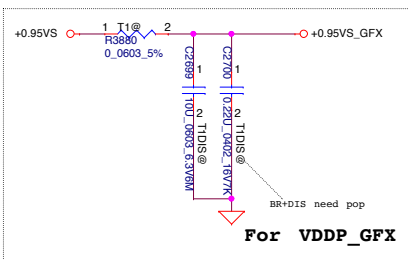 +0.95VS
1
T1@
2
R3880
0_0603_5%
+0.95VS_GFX
C2699
1
2
10U_0603_6.3V6M
T1DIS@
C2700
1
2
0.22U_0402_16V7K
T1DIS@
BR+DIS need pop
For VDDP_GFX